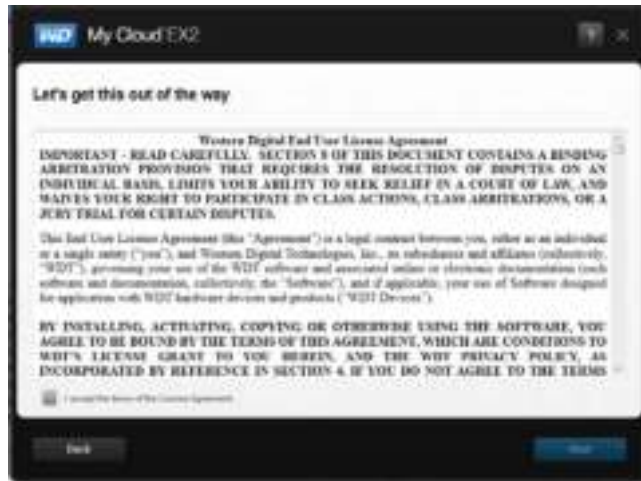 WD My Cloud EX2
Let's get this out of the way
Western Digital End User License Agreement
IMPORTANT - READ CAREFULLY. SECTION 8 OF THIS DOCUMENT CONTAINS A BINDING
ARBITRATION PROVISION THAT REQUIRES THE RESOLUTION OF DISPUTES ON AN
INDIVIDUAL BASIS, LIMITS YOUR ABILITY TO SEEK RELIEF IN A COURT OF LAW, AND
WAIVES YOUR RIGHT TO PARTICIPATE IN CLASS ACTIONS, CLASS ARBITRATIONS, OR A
JURY TRIAL FOR CERTAIN DISPUTES.
This End User License Agreement (this "Agreement") is a legal contract between you, either as an individual
or a single entity ("you"), and Western Digital Technologies, Inc., its subsidiaries and affiliates (collectively,
"WDT"), governing your use of the WDT software and associated online or electronic documentation (such
software and documentation, collectively, the "Software"), and if applicable, your use of Software designed
for application with WDT hardware devices and products ("WDT Devices").
BY INSTALLING, ACTIVATING, COPYING OR OTHERWISE USING THE SOFTWARE, YOU
AGREE TO BE BOUND BY THE TERMS OF THIS AGREEMENT, WHICH ARE CONDITIONS TO
WDT'S LICENSE GRANT TO YOU HEREIN, AND THE WDT PRIVACY POLICY, AS
INCORPORATED BY REFERENCE IN SECTION 4. IF YOU DO NOT AGREE TO THE TERMS
I accept the terms of the License Agreement
Back
Next